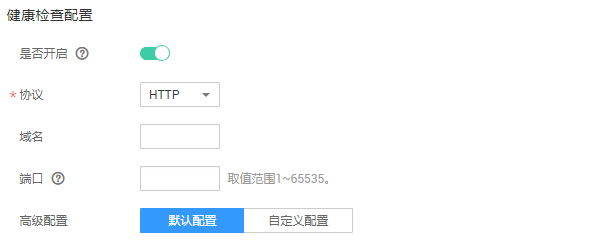 健康检查配置
是否开启 ?
* 协议 HTTP
域名
端口 ? 取值范围1~65535。
高级配置 默认配置 自定义配置